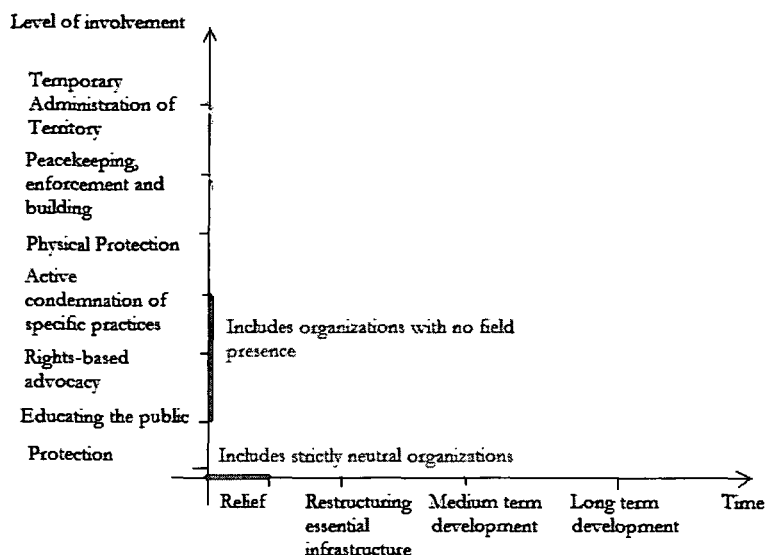 Level of involvement
Temporary
Administration of
Territory
Peacekeeping,
enforcement and
building
Physical Protection
Active
condemnation of
specific practices
Includes organizations with no field
presence
Rights-based
advocacy
Educating the public
Protection
Includes strictly neutral organizations
Relief
Restructuring
essential
infrastructure
Medium term
development
Long term
development
Time